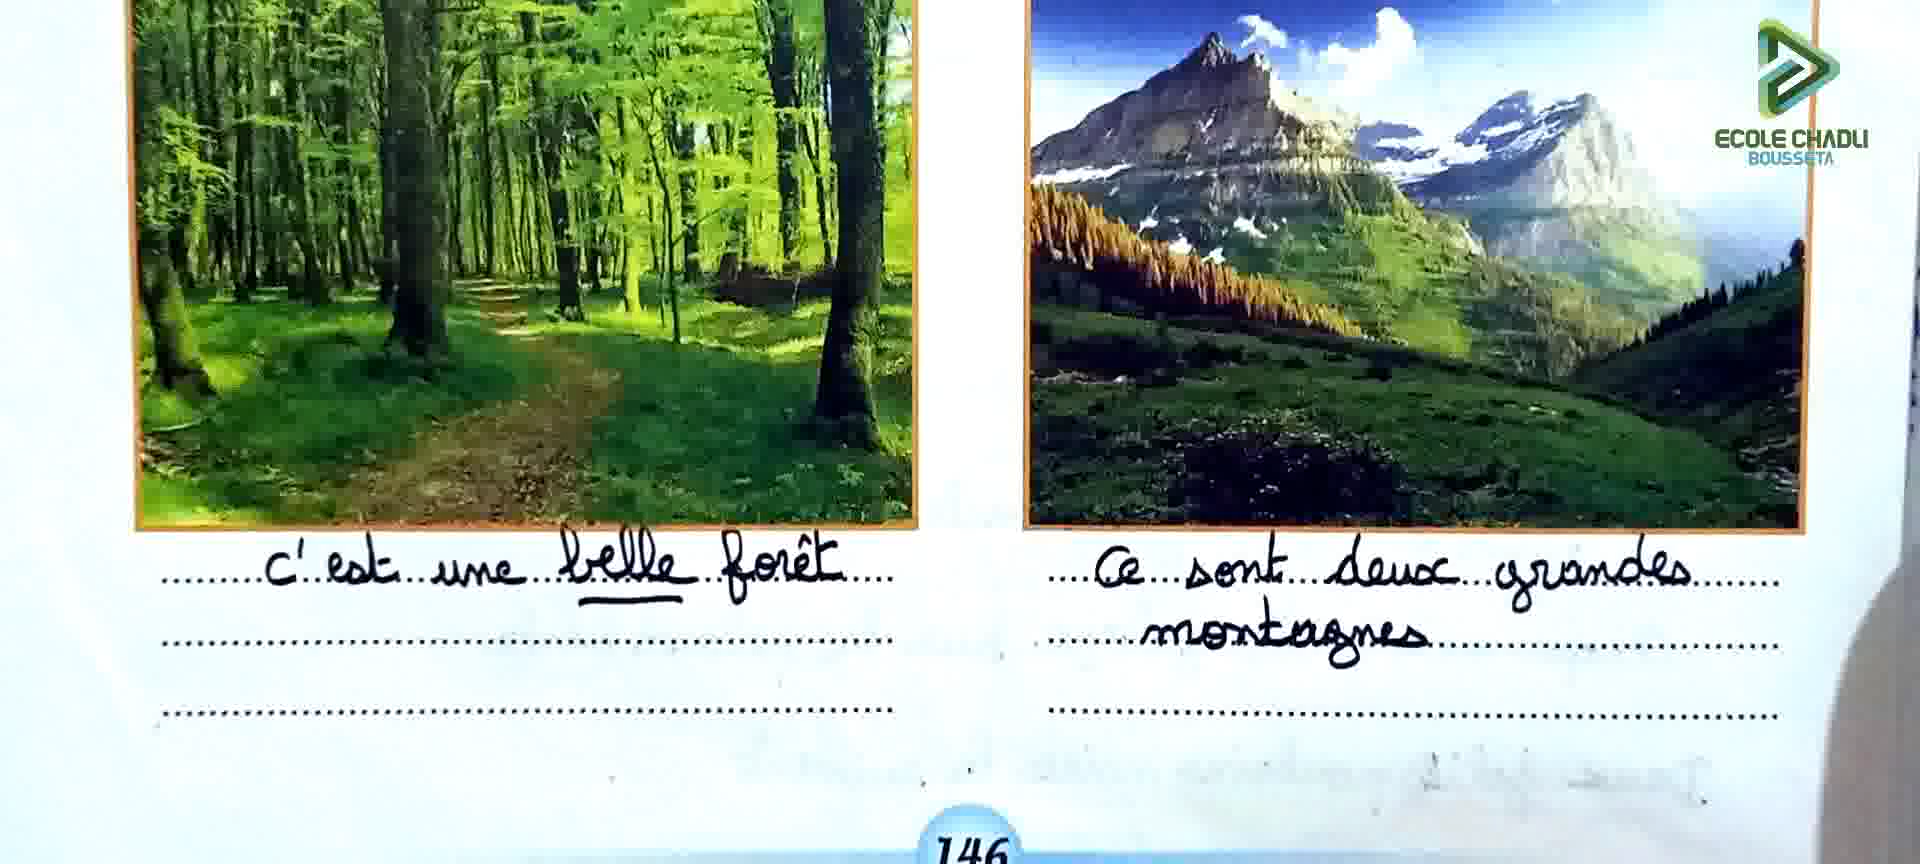 ECOLE CHADLI
BOUSSETA
c'est une belle forêt
Ce sont deux grandes
montagnes
146